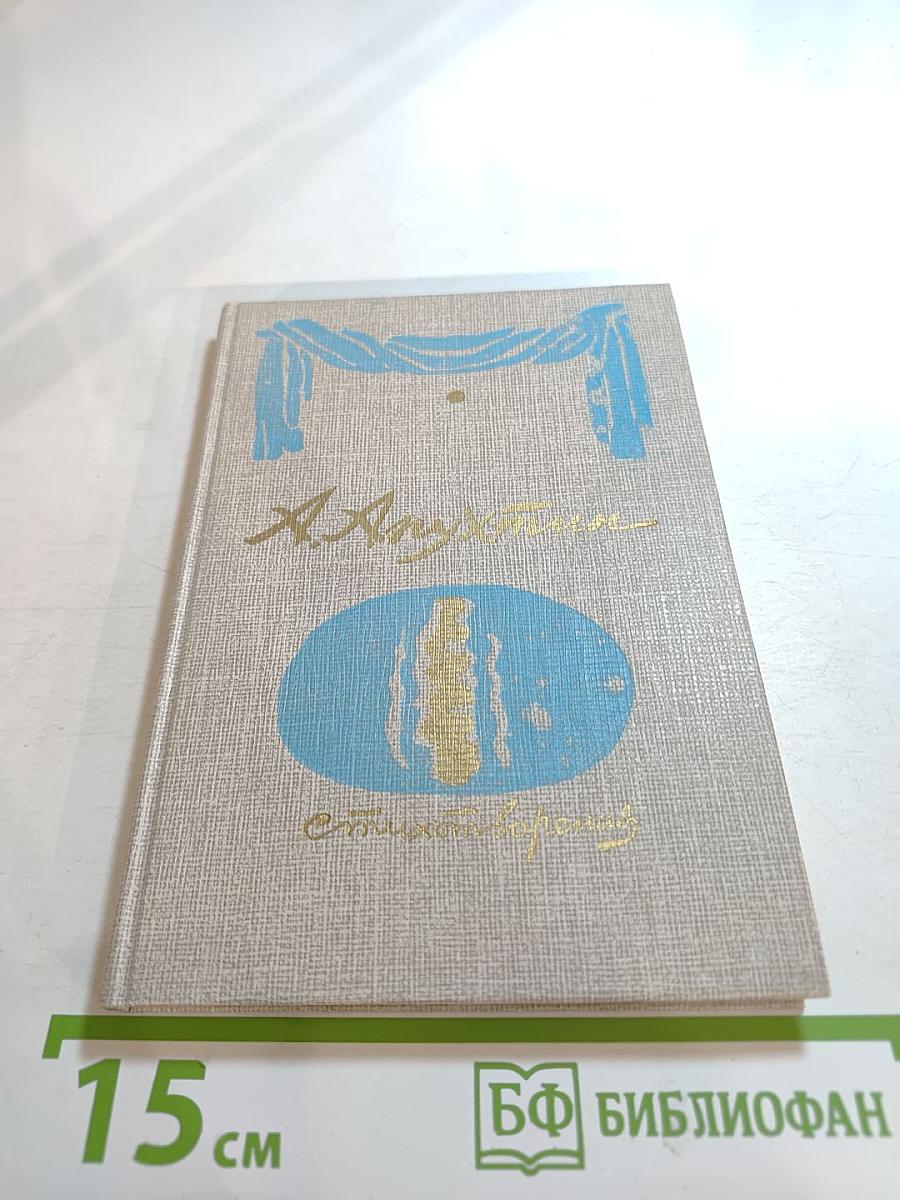 А. Апухтин
стихотворения
15 см
БФ БИБЛИОФАН